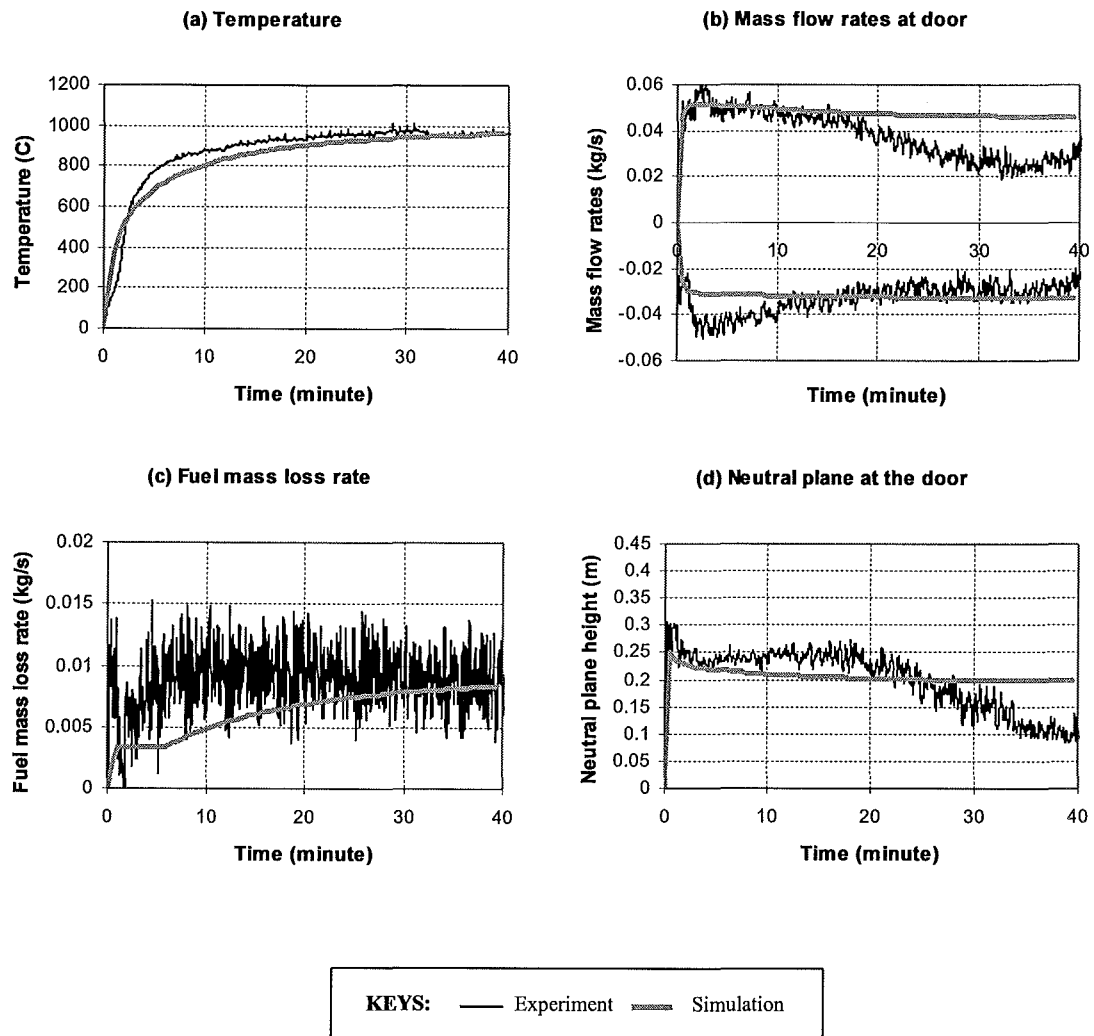 (a) Temperature
Temperature (C)
1200
1000
800
600
400
200
0
0 10 20 30 40
Time (minute)
(b) Mass flow rates at door
Mass flow rates (kg/s)
0.06
0.04
0.02
0
-0.02
-0.04
-0.06
0 10 20 30 40
Time (minute)
(c) Fuel mass loss rate
Fuel mass loss rate (kg/s)
0.02
0.015
0.01
0.005
0
0 10 20 30 40
Time (minute)
(d) Neutral plane at the door
Neutral plane height (m)
0.45
0.4
0.35
0.3
0.25
0.2
0.15
0.1
0.05
0
0 10 20 30 40
Time (minute)
KEYS: Experiment Simulation